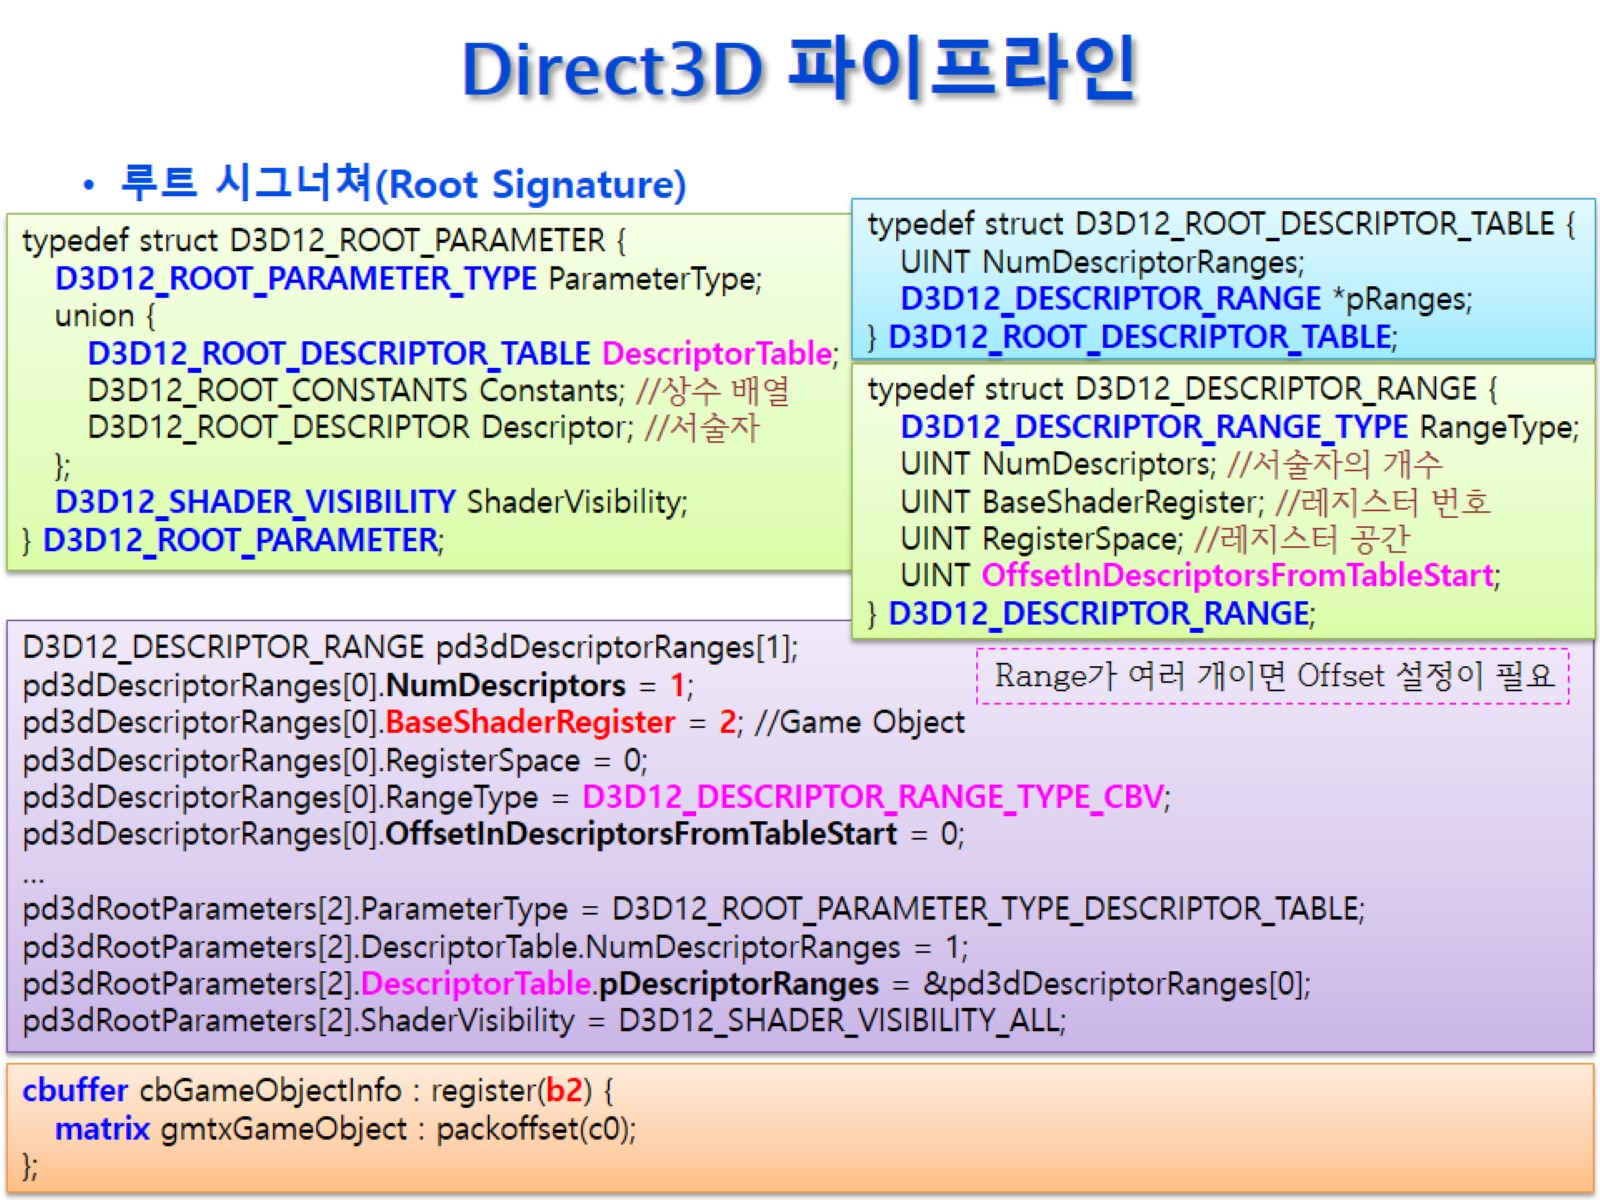 Direct3D 파이프라인
• 루트 시그너쳐(Root Signature)
typedef struct D3D12_ROOT_PARAMETER {
D3D12_ROOT_PARAMETER_TYPE ParameterType;
union {
D3D12_ROOT_DESCRIPTOR_TABLE DescriptorTable;
D3D12_ROOT_CONSTANTS Constants; //상수 배열
D3D12_ROOT_DESCRIPTOR Descriptor; //서술자
};
D3D12_SHADER_VISIBILITY ShaderVisibility;
} D3D12_ROOT_PARAMETER;
typedef struct D3D12_ROOT_DESCRIPTOR_TABLE {
UINT NumDescriptorRanges;
D3D12_DESCRIPTOR_RANGE *pRanges;
} D3D12_ROOT_DESCRIPTOR_TABLE;
typedef struct D3D12_DESCRIPTOR_RANGE {
D3D12_DESCRIPTOR_RANGE_TYPE RangeType;
UINT NumDescriptors; //서술자의 개수
UINT BaseShaderRegister; //레지스터 번호
UINT RegisterSpace; //레지스터 공간
UINT OffsetInDescriptorsFromTableStart;
} D3D12_DESCRIPTOR_RANGE;
D3D12_DESCRIPTOR_RANGE pd3dDescriptorRanges[1];
pd3dDescriptorRanges[0].NumDescriptors = 1;
Range가 여러 개이면 Offset 설정이 필요
pd3dDescriptorRanges[0].BaseShaderRegister = 2; //Game Object
pd3dDescriptorRanges[0].RegisterSpace = 0;
pd3dDescriptorRanges[0].RangeType = D3D12_DESCRIPTOR_RANGE_TYPE_CBV;
pd3dDescriptorRanges[0].OffsetInDescriptorsFromTableStart = 0;
...
pd3dRootParameters[2].ParameterType = D3D12_ROOT_PARAMETER_TYPE_DESCRIPTOR_TABLE;
pd3dRootParameters[2].DescriptorTable.NumDescriptorRanges = 1;
pd3dRootParameters[2].DescriptorTable.pDescriptorRanges = &pd3dDescriptorRanges[0];
pd3dRootParameters[2].ShaderVisibility = D3D12_SHADER_VISIBILITY_ALL;
cbuffer cbGameObjectInfo : register(b2) {
matrix gmtxGameObject : packoffset(c0);
};